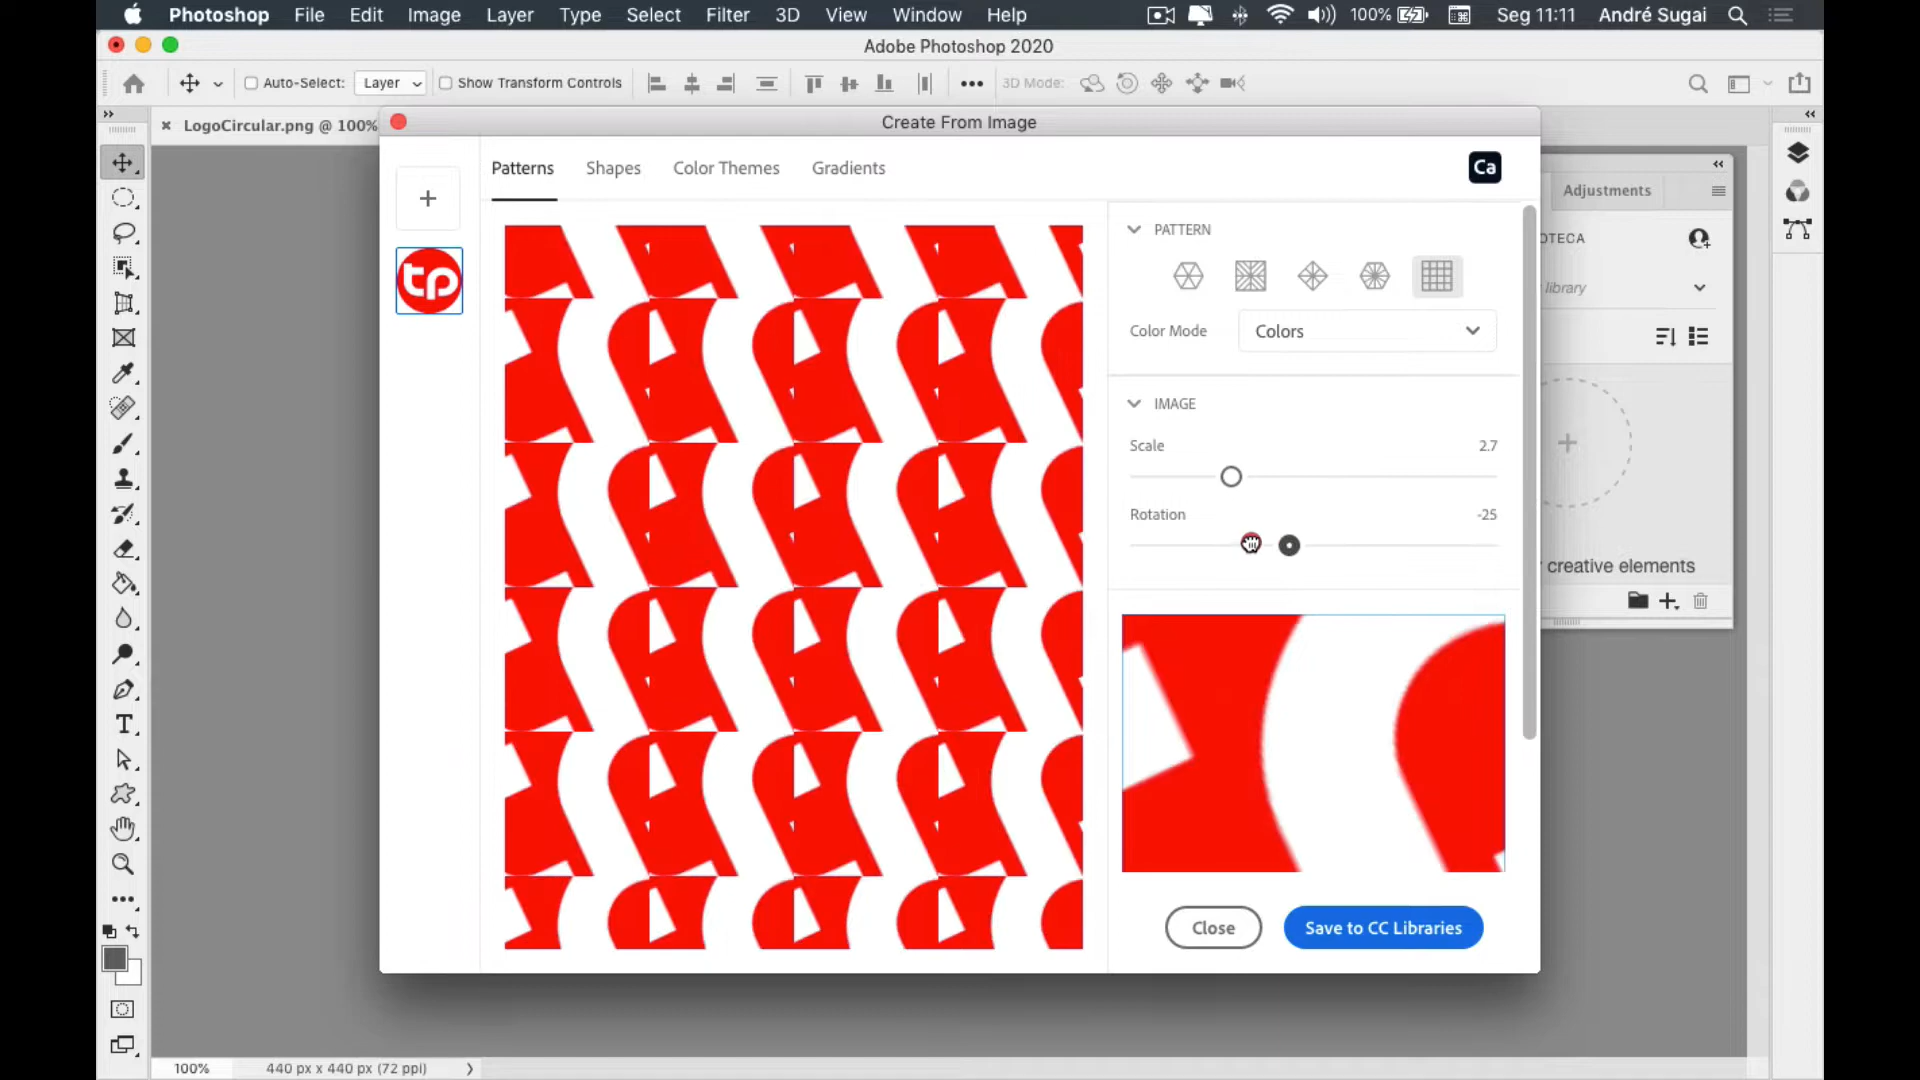 Photoshop File Edit Image Layer Type Select Filter 3D View Window Help 100% Seg 11:11 André Sugai
Adobe Photoshop 2020
Auto-Select: Layer Show Transform Controls 3D Mode:
LogoCircular.png @ 100%
Create From Image
Patterns Shapes Color Themes Gradients
Ca
Adjustments
tp
PATTERN
OTECA
library
Color Mode Colors
IMAGE
Scale 2.7
Rotation -25
creative elements
Close Save to CC Libraries
100% 440 px x 440 px (72 ppi)